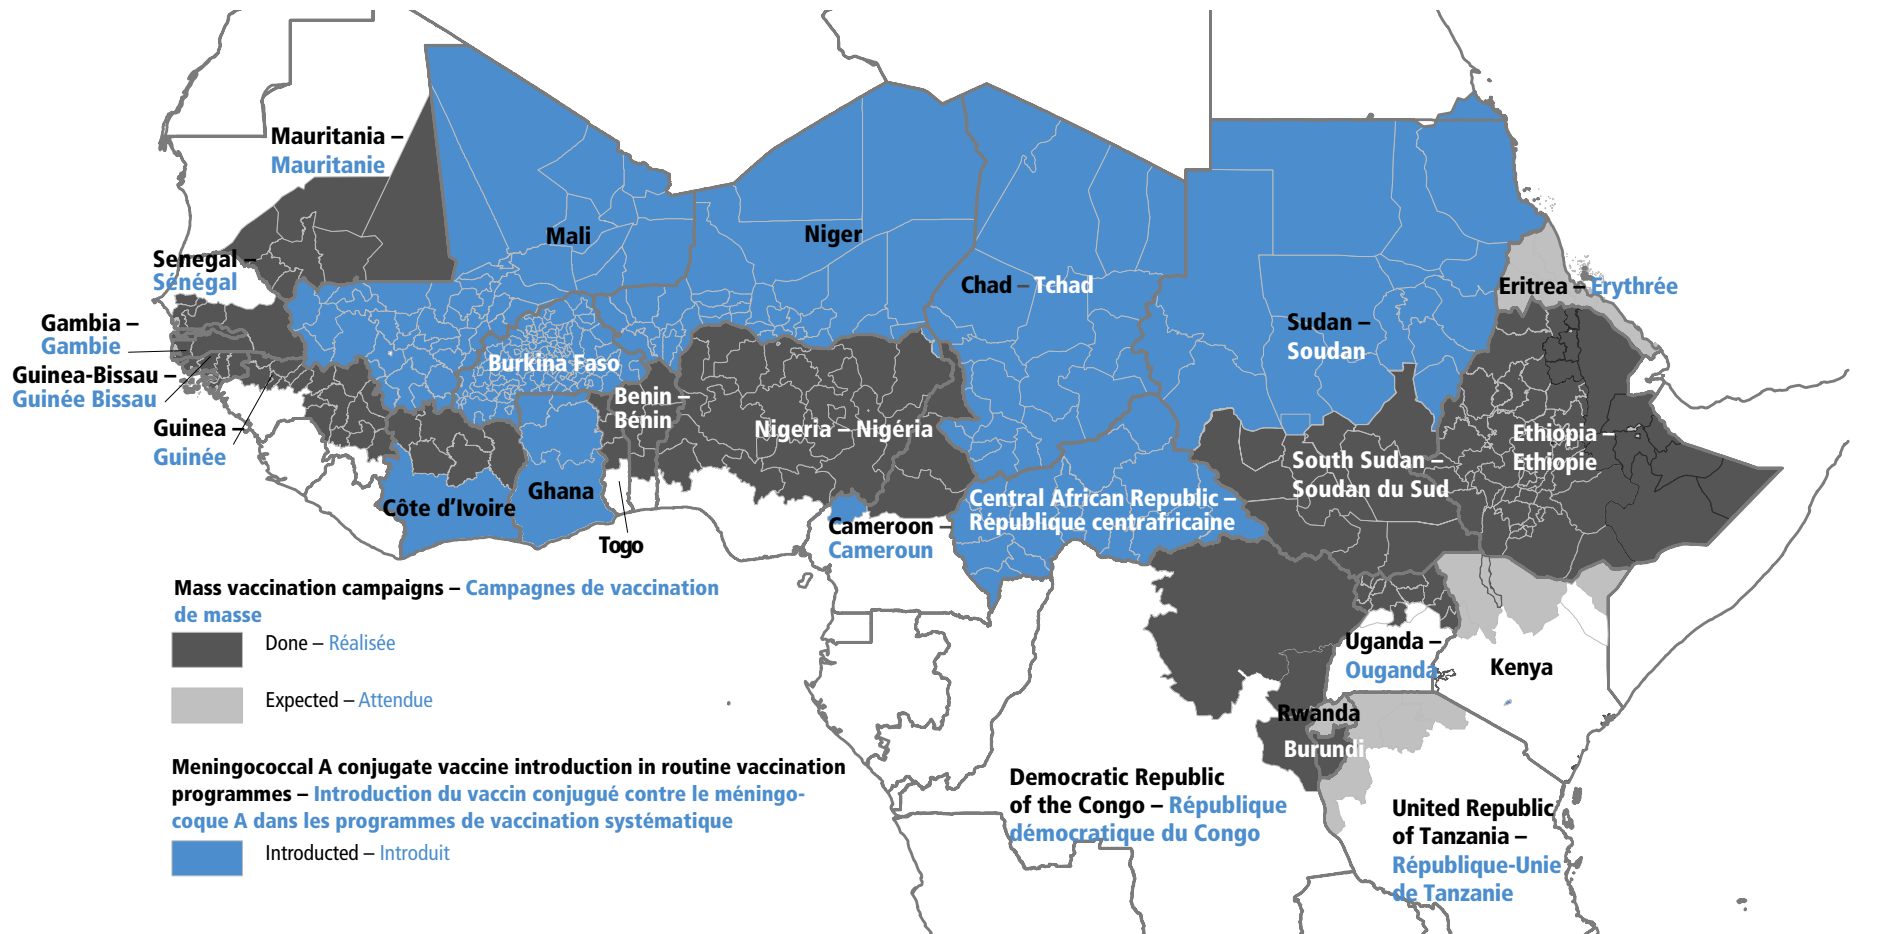 Mauritania –
Mauritanie
Mali
Niger
Senegal –
Sénégal
Chad – Tchad
Eritrea – Erythrée
Gambia –
Gambie
Sudan –
Soudan
Burkina Faso
Guinea-Bissau –
Guinée Bissau
Benin –
Bénin
Guinea –
Guinée
Nigeria – Nigéria
Ethiopia –
Ethiopie
South Sudan –
Soudan du Sud
Côte d’Ivoire
Ghana
Central African Republic –
République centrafricaine
Cameroon –
Cameroun
Togo
Mass vaccination campaigns – Campagnes de vaccination
de masse
Done – Réalisée
Expected – Attendue
Uganda –
Ouganda
Kenya
Rwanda
Burundi
Meningococcal A conjugate vaccine introduction in routine vaccination
programmes – Introduction du vaccin conjugué contre le méningo-
coque A dans les programmes de vaccination systématique
Introducted – Introduit
Democratic Republic
of the Congo – République
démocratique du Congo
United Republic
of Tanzania –
République-Unie
de Tanzanie